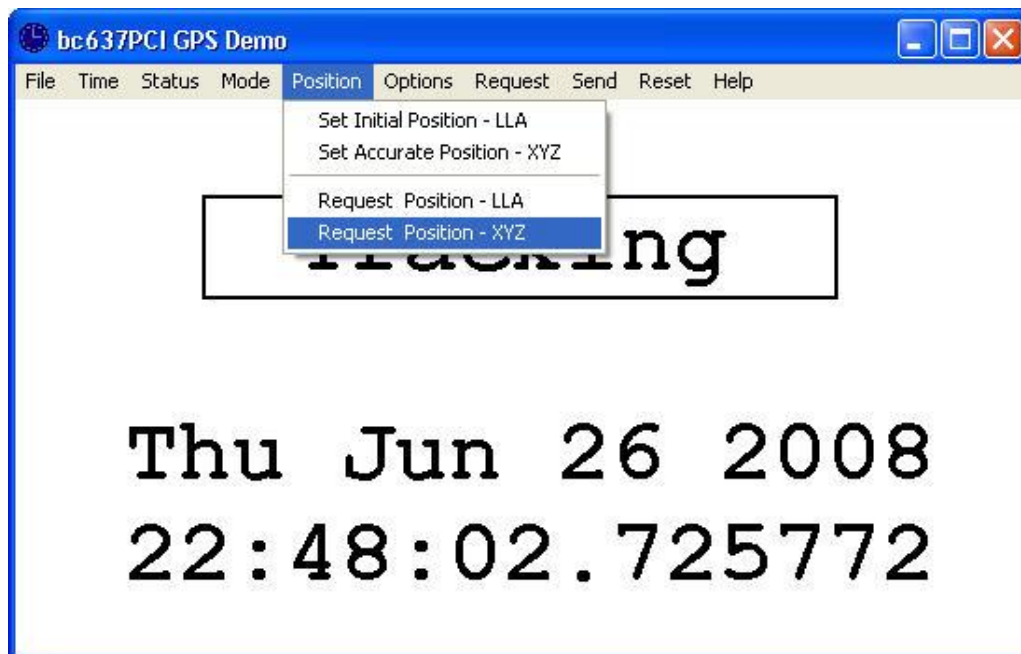 bc637PCI GPS Demo
File Time Status Mode Position Options Request Send Reset Help
Set Initial Position - LLA
Set Accurate Position - XYZ
Request  Position - LLA
Request  Position - XYZ
Tracking
Thu Jun 26 2008
22:48:02.725772